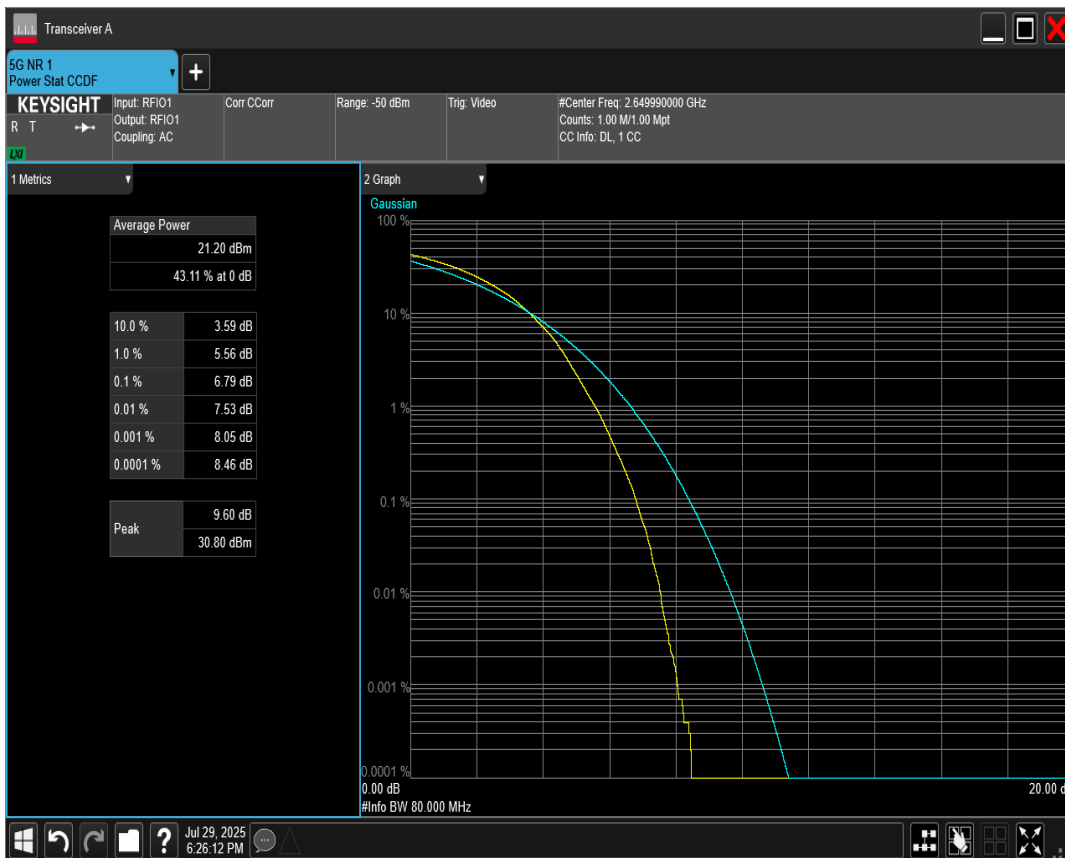 Transceiver A
5G NR 1
Power Stat CCDF
KEYSIGHT
R T
LXI
Input: RFIO1
Output: RFIO1
Coupling: AC
Corr CCorr
Range: -50 dBm
Trig: Video
#Center Freq: 2.649990000 GHz
Counts: 1.00 M/1.00 Mpt
CC Info: DL, 1 CC
1 Metrics
Average Power
21.20 dBm
43.11 % at 0 dB
10.0 % 3.59 dB
1.0 % 5.56 dB
0.1 % 6.79 dB
0.01 % 7.53 dB
0.001 % 8.05 dB
0.0001 % 8.46 dB
Peak
9.60 dB
30.80 dBm
2 Graph
Gaussian
100 %
10 %
1 %
0.1 %
0.01 %
0.001 %
0.0001 %
0.00 dB
20.00 d
#Info BW 80.000 MHz
?
Jul 29, 2025
6:26:12 PM